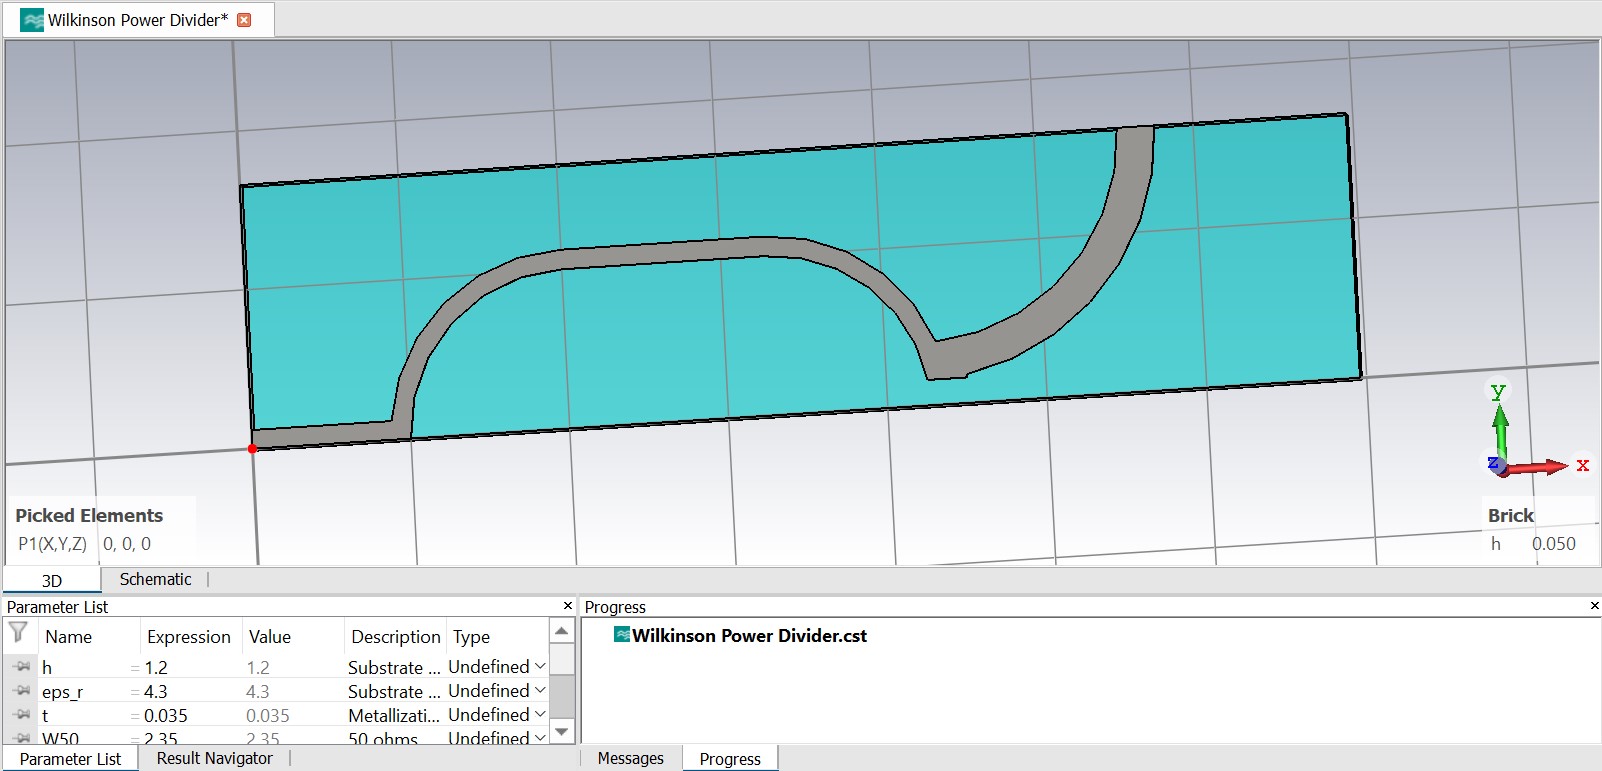 Wilkinson Power Divider*
y
z
x
Picked Elements
P1(X,Y,Z) 0, 0, 0
Brick
h 0.050
3D Schematic
Parameter List
Name Expression Value Description Type
h = 1.2 1.2 Substrate ... Undefined
eps_r = 4.3 4.3 Substrate ... Undefined
t = 0.035 0.035 Metallizati... Undefined
W50 = 2.35 2.35 50 ohms Undefined
Parameter List Result Navigator
Progress
Wilkinson Power Divider.cst
Messages Progress